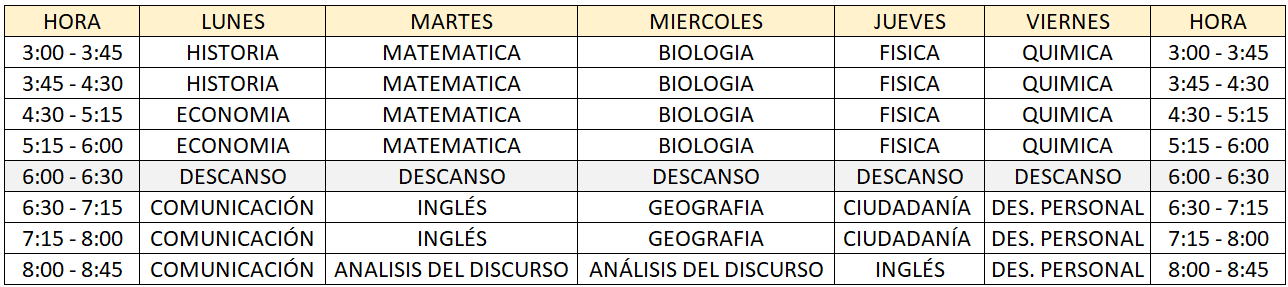 HORA LUNES MARTES MIERCOLES JUEVES VIERNES HORA
3:00 - 3:45 HISTORIA MATEMATICA BIOLOGIA FISICA QUIMICA 3:00 - 3:45
3:45 - 4:30 HISTORIA MATEMATICA BIOLOGIA FISICA QUIMICA 3:45 - 4:30
4:30 - 5:15 ECONOMIA MATEMATICA BIOLOGIA FISICA QUIMICA 4:30 - 5:15
5:15 - 6:00 ECONOMIA MATEMATICA BIOLOGIA FISICA QUIMICA 5:15 - 6:00
6:00 - 6:30 DESCANSO DESCANSO DESCANSO DESCANSO DESCANSO 6:00 - 6:30
6:30 - 7:15 COMUNICACIÓN INGLÉS GEOGRAFIA CIUDADANÍA DES. PERSONAL 6:30 - 7:15
7:15 - 8:00 COMUNICACIÓN INGLÉS GEOGRAFIA CIUDADANÍA DES. PERSONAL 7:15 - 8:00
8:00 - 8:45 COMUNICACIÓN ANALISIS DEL DISCURSO ANÁLISIS DEL DISCURSO INGLÉS DES. PERSONAL 8:00 - 8:45